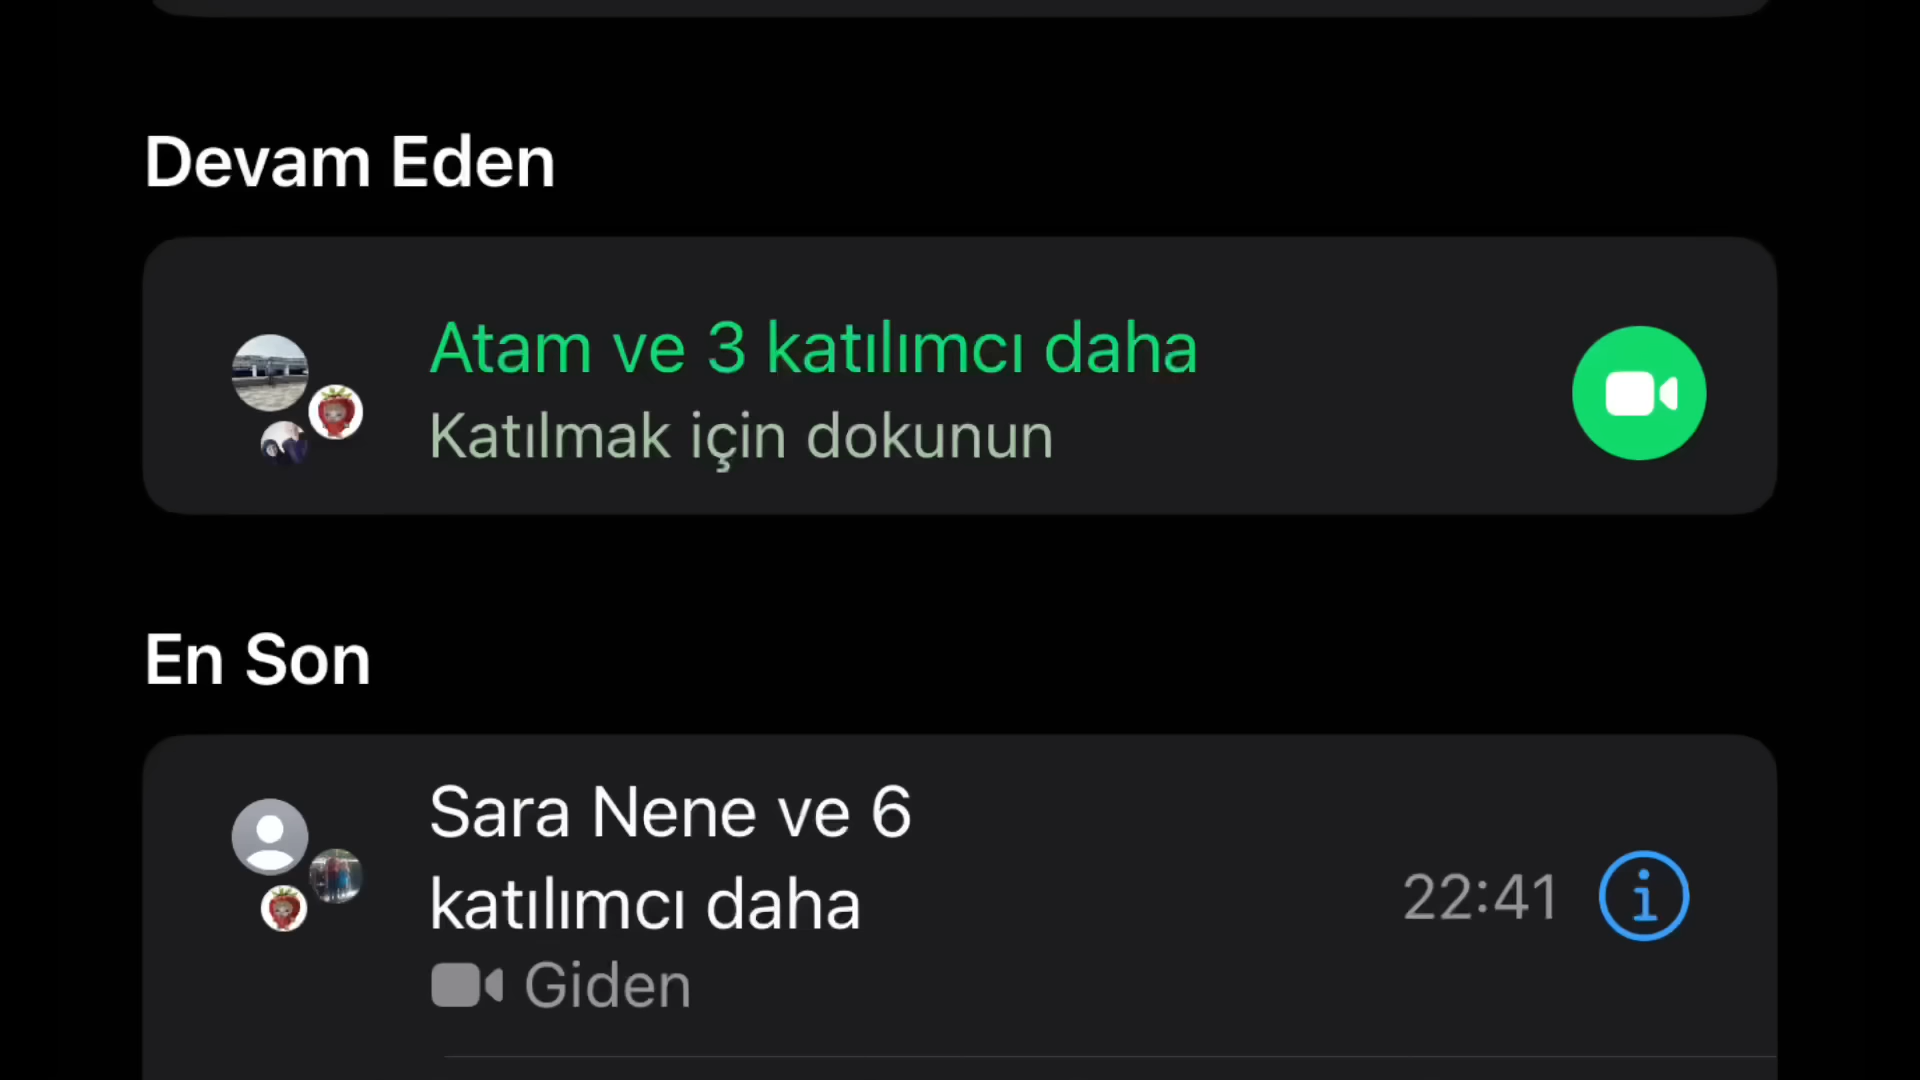 Devam Eden
Atam ve 3 katılımcı daha
Katılmak için dokunun
En Son
Sara Nene ve 6
katılımcı daha
22:41
Giden